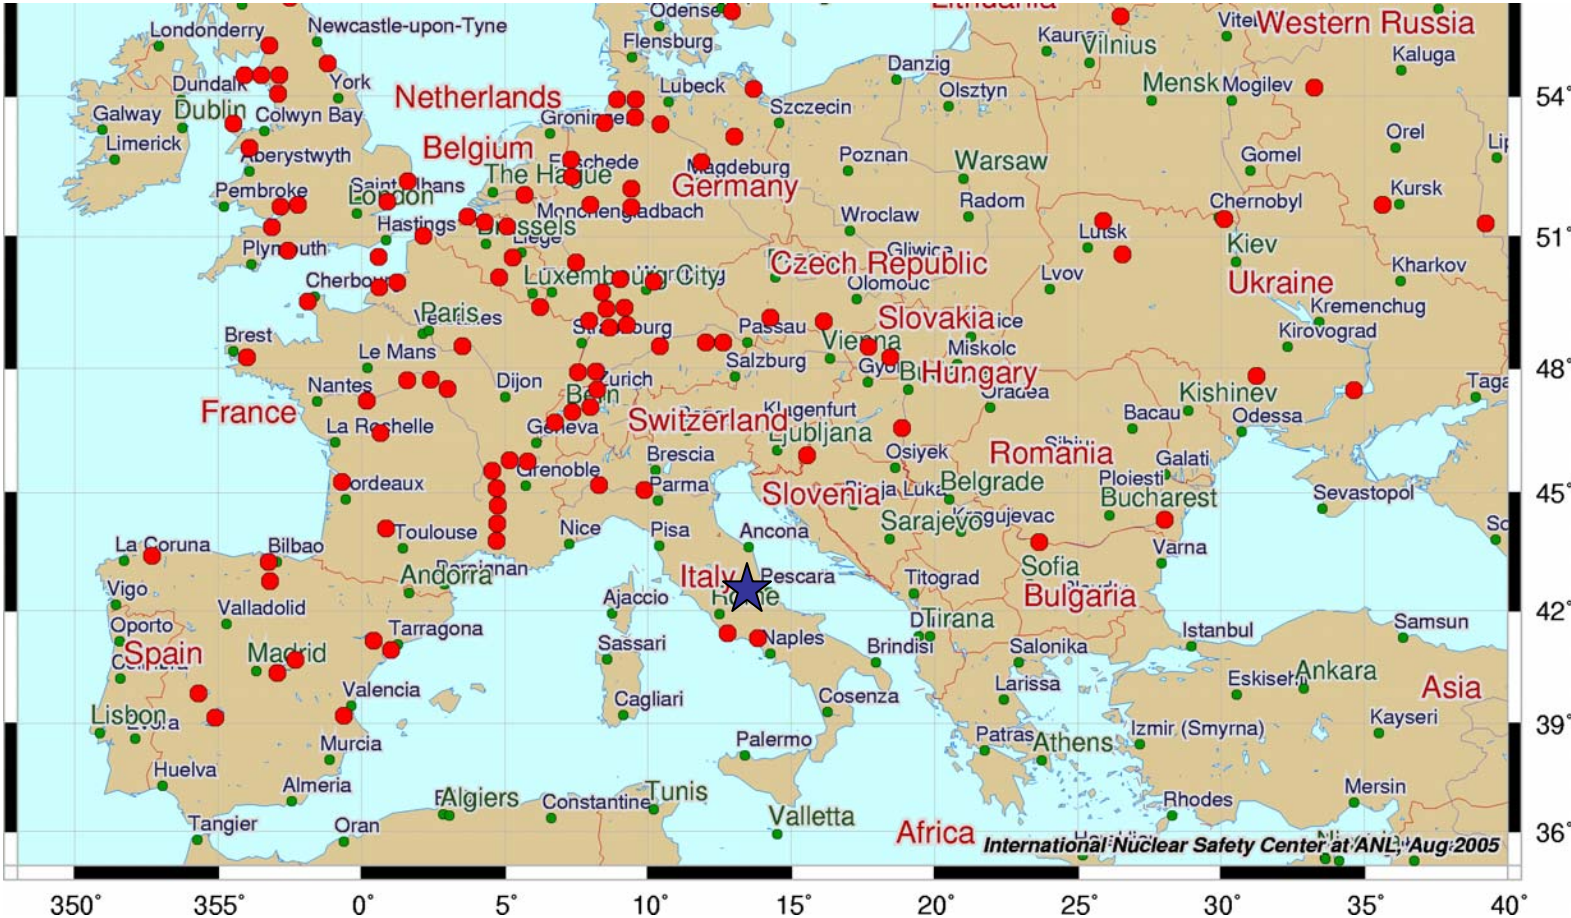 Lithuania
Newcastle-upon-Tyne
Londonderry
Odense
Vilnius
Western Russia
Flensburg
Kaluga
Danzig
Dundalk
York
Lubeck
Mensk
Mogilev
Netherlands
Olsztyn
54°
Dublin
Szczecin
Galway
Colwyn Bay
Orel
Limerick
Belgium
Aberystwyth
Poznan
Warsaw
Gomel
Magdeburg
The Hague
Germany
Pembroke
London
Kursk
Radom
Chernobyl
Monchengladbach
Wroclaw
Hastings
Brussels
Lutsk
51°
Plymouth
Liege
Gliwice
Kiev
Czech Republic
Kharkov
Luxembourg City
Lvov
Cherbourg
Olomouc
Ukraine
Paris
Kremenchug
Slovakia
Strasbourg
Passau
Kirovograd
Brest
Vienna
Miskolc
Le Mans
Salzburg
48°
Hungary
Dijon
Zurich
Nantes
Bern
Kishinev
Oradea
France
Switzerland
Klagenfurt
Bacau
Odessa
La Rochelle
Geneva
Ljubljana
Romania
Osiyek
Brescia
Galati
Grenoble
Ploiesti
Bordeaux
Parma
Slovenia
Belgrade
Bucharest
Sevastopol
45°
Sarajevo
Kragujevac
Toulouse
Nice
Pisa
Ancona
La Coruna
Bilbao
Varna
Perpignan
Andorra
Italy
Pescara
Sofia
Vigo
Titograd
Rome
Bulgaria
Ajaccio
Valladolid
42°
Oporto
Tirana
Samsun
Tarragona
Istanbul
Naples
Spain
Madrid
Sassari
Brindisi
Salonika
Ankara
Eskisehir
Valencia
Larissa
Asia
Cagliari
Cosenza
Lisbon
Evora
Kayseri
39°
Izmir (Smyrna)
Murcia
Palermo
Patras
Athens
Huelva
Almeria
Mersin
Algiers
Constantine
Tunis
Rhodes
Tangier
Oran
Valletta
Africa
36°
International Nuclear Safety Center at ANL, Aug 2005
350° 355° 0° 5° 10° 15° 20° 25° 30° 35° 40°